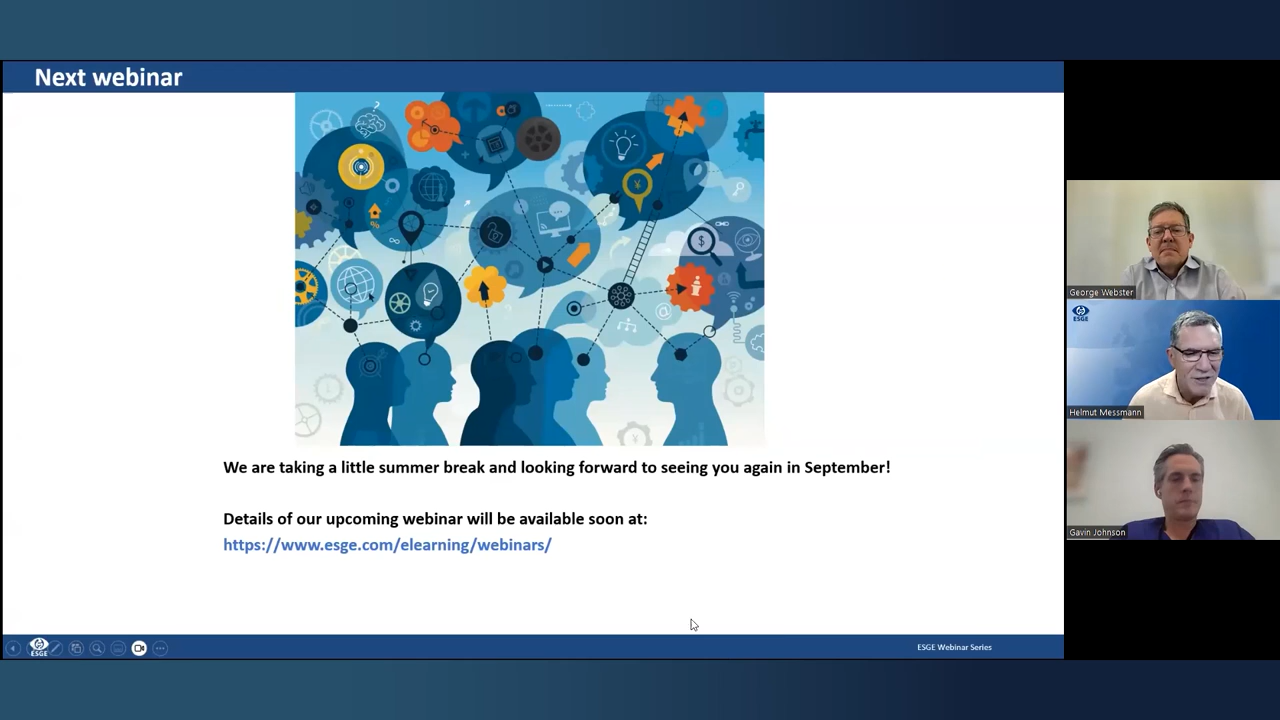 Next webinar
We are taking a little summer break and looking forward to seeing you again in September!
Details of our upcoming webinar will be available soon at:
https://www.esge.com/elearning/webinars/
ESGE
ESGE Webinar Series
George Webster
ESGE
Helmut Messmann
Gavin Johnson